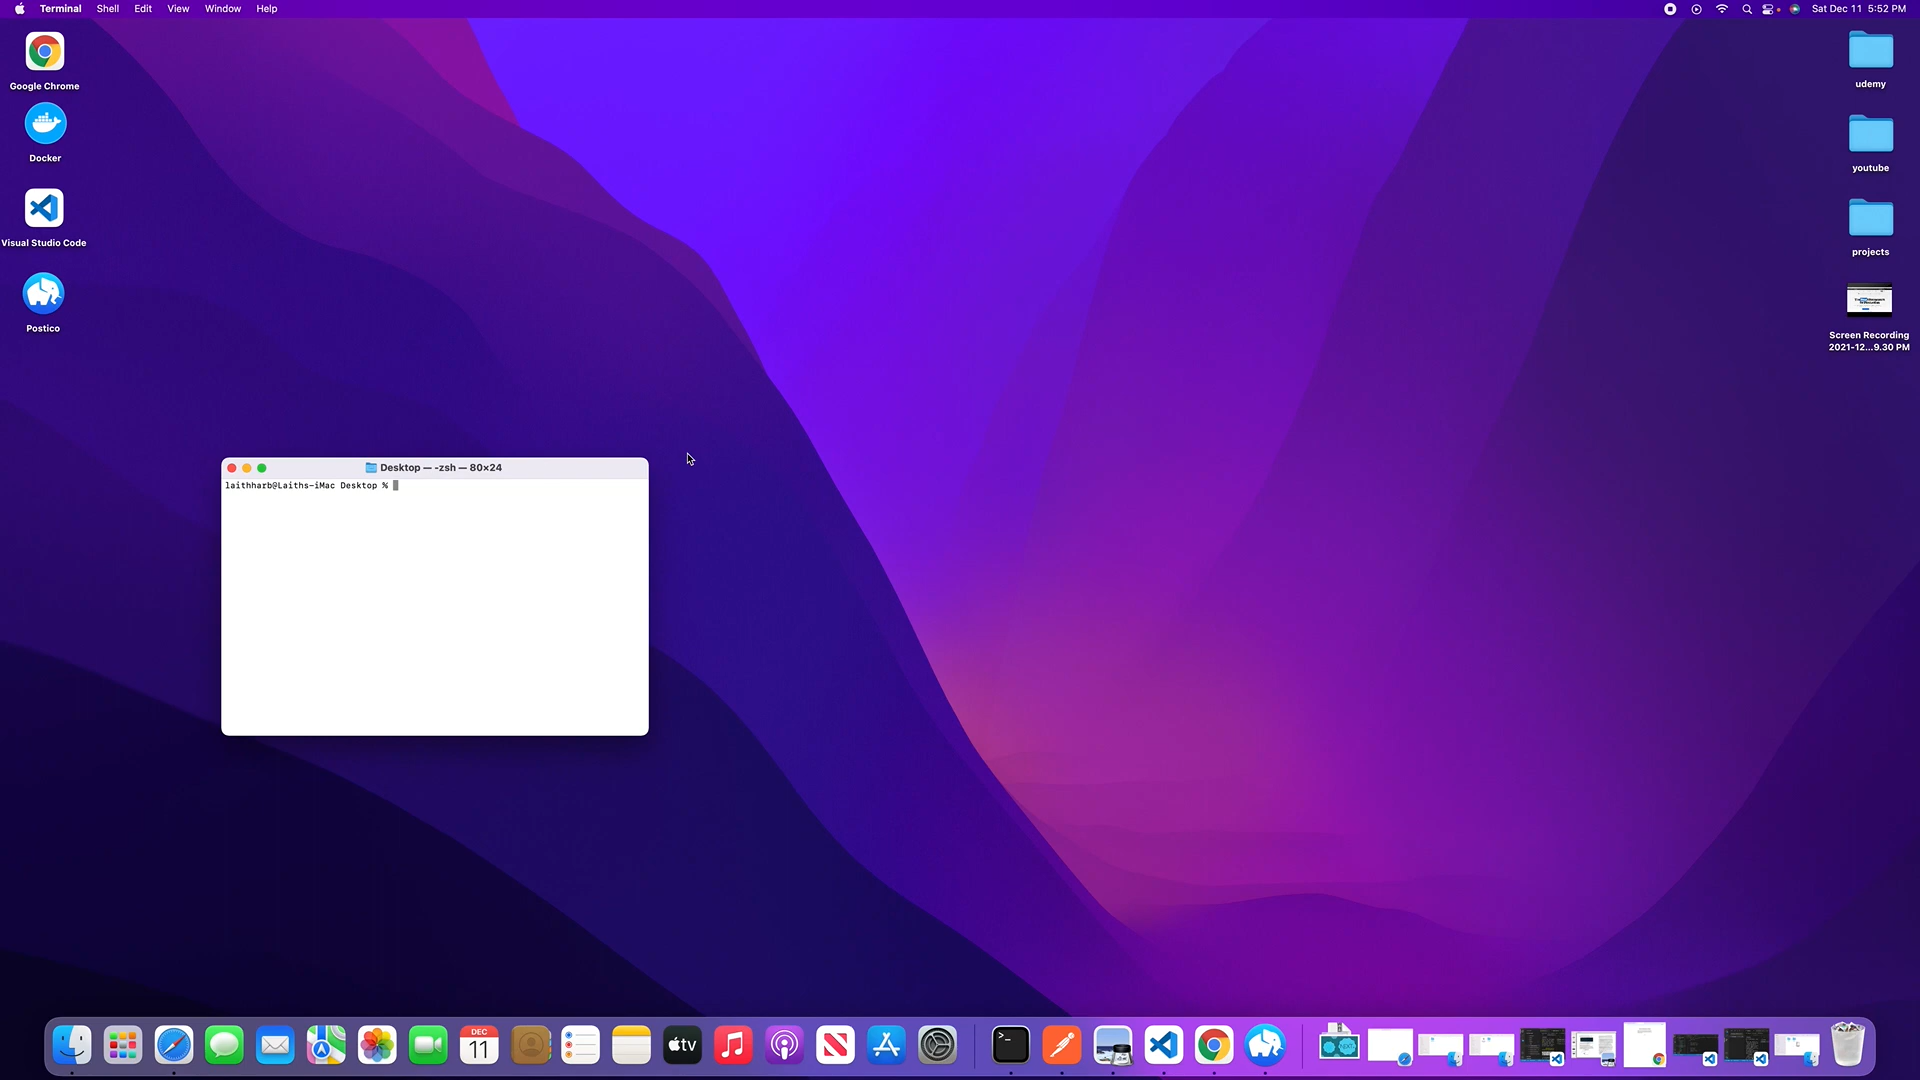 Terminal Shell Edit View Window Help
Sat Dec 11 5:52 PM
Google Chrome
Docker
Visual Studio Code
Postico
udemy
youtube
projects
Screen Recording
2021-12...9.30 PM
Desktop — -zsh — 80×24
laithharb@Laiths-iMac Desktop %
DEC
11
tv
>_